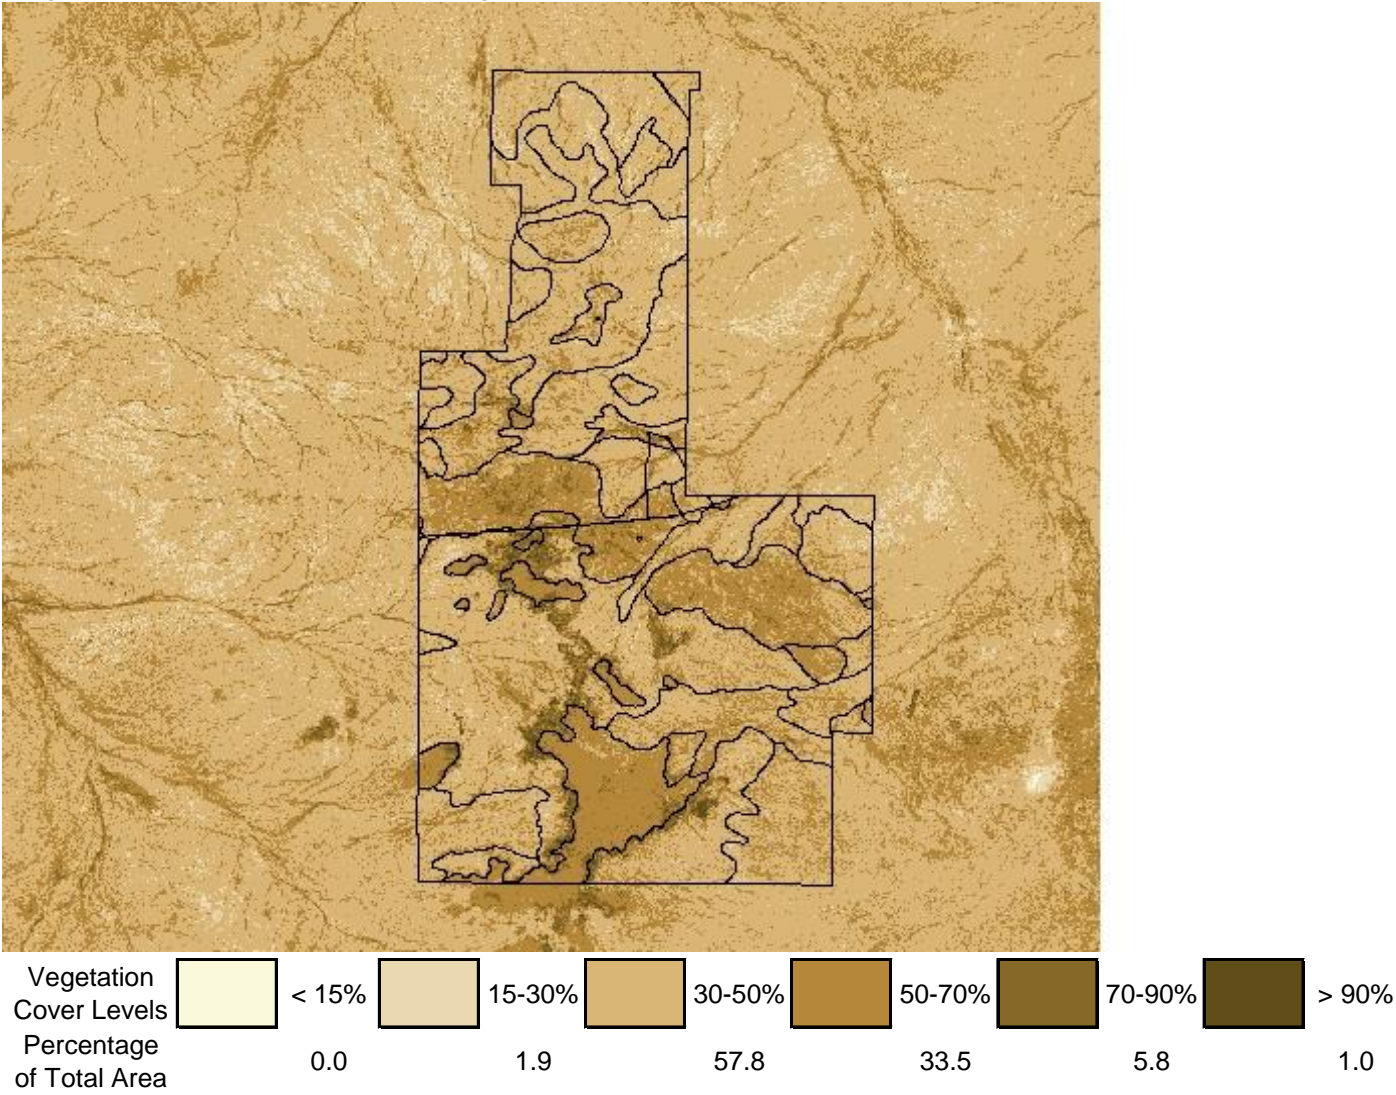 Vegetation Cover Levels < 15% 15-30% 30-50% 50-70% 70-90% > 90%
Percentage of Total Area 0.0 1.9 57.8 33.5 5.8 1.0